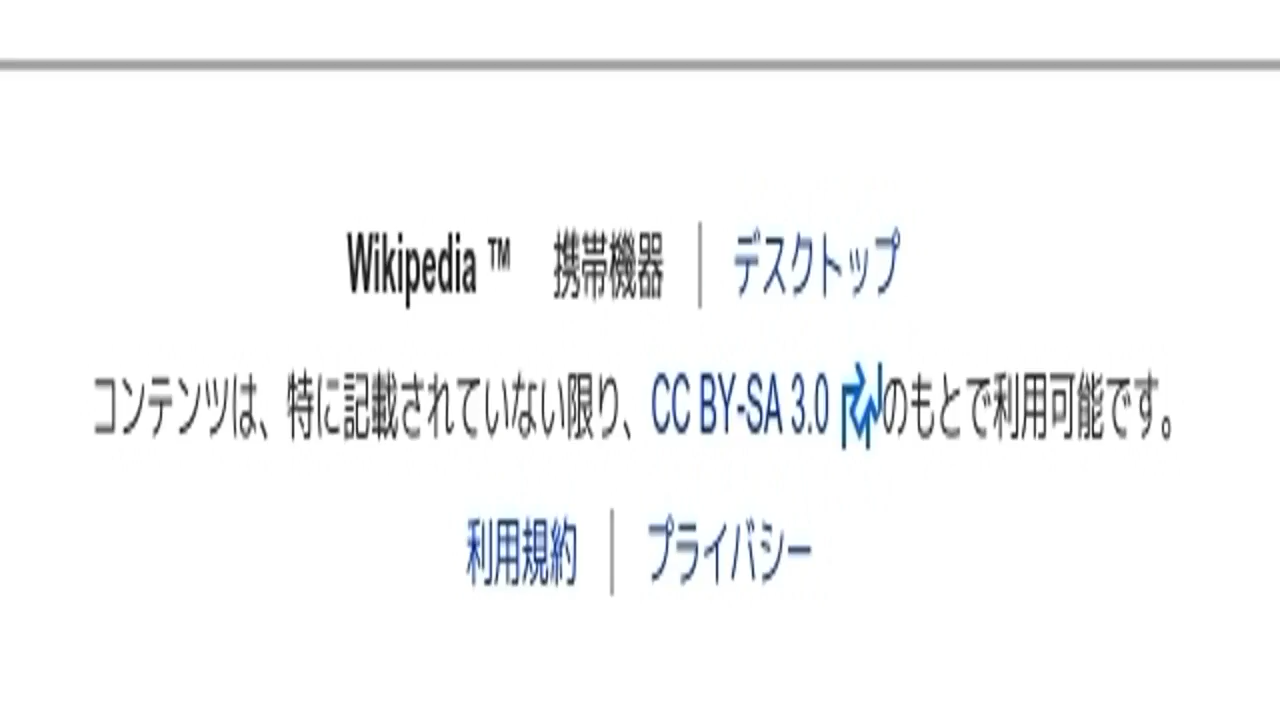 Wikipedia ™ 携帯機器 | デスクトップ
コンテンツは、特に記載されていない限り、CC BY-SA 3.0 のもとで利用可能です。
利用規約 | プライバシー